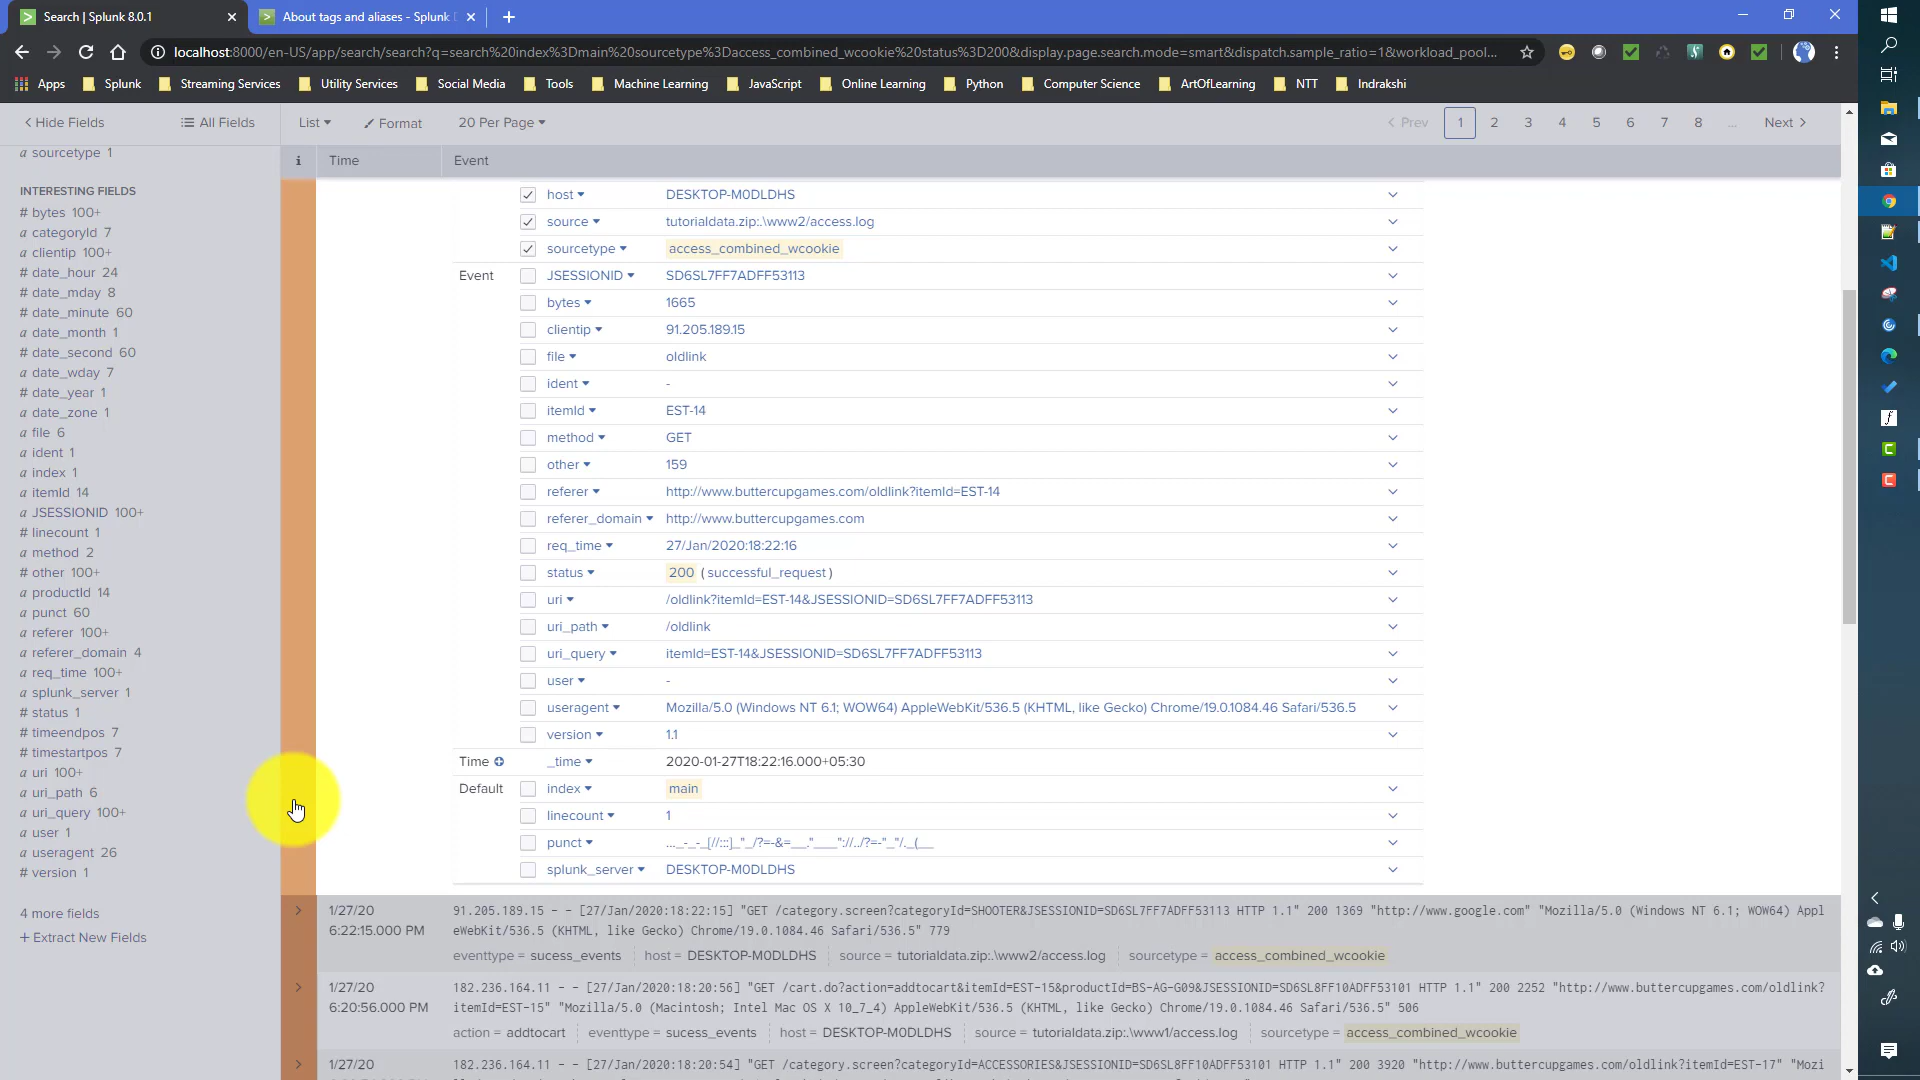 Search | Splunk 8.0.1
About tags and aliases - Splunk D
localhost:8000/en-US/app/search/search?q=search%20index%3Dmain%20sourcetype%3Daccess_combined_wcookie%20status%3D200&display.page.search.mode=smart&dispatch.sample_ratio=1&workload_pool...
Apps
Splunk
Streaming Services
Utility Services
Social Media
Tools
Machine Learning
JavaScript
Online Learning
Python
Computer Science
ArtOfLearning
NTT
Indrakshi
< Hide Fields
All Fields
List
Format
20 Per Page
< Prev
1
2
3
4
5
6
7
8
...
Next >
a sourcetype 1
INTERESTING FIELDS
# bytes 100+
a categoryId 7
a clientip 100+
# date_hour 24
# date_mday 8
# date_minute 60
a date_month 1
# date_second 60
a date_wday 7
# date_year 1
a date_zone 1
a file 6
a ident 1
a index 1
a itemId 14
a JSESSIONID 100+
# linecount 1
a method 2
# other 100+
a productId 14
a punct 60
a referer 100+
a referer_domain 4
a req_time 100+
a splunk_server 1
# status 1
# timeendpos 7
# timestartpos 7
a uri 100+
a uri_path 6
a uri_query 100+
a user 1
a useragent 26
# version 1
4 more fields
+ Extract New Fields
i Time Event
host DESKTOP-M0DLDHS
source tutorialdata.zip:.\www2/access.log
sourcetype access_combined_wcookie
Event JSESSIONID SD6SL7FF7ADFF53113
bytes 1665
clientip 91.205.189.15
file oldlink
ident -
itemId EST-14
method GET
other 159
referer http://www.buttercupgames.com/oldlink?itemId=EST-14
referer_domain http://www.buttercupgames.com
req_time 27/Jan/2020:18:22:16
status 200 ( successful_request )
uri /oldlink?itemId=EST-14&JSESSIONID=SD6SL7FF7ADFF53113
uri_path /oldlink
uri_query itemId=EST-14&JSESSIONID=SD6SL7FF7ADFF53113
user -
useragent Mozilla/5.0 (Windows NT 6.1; WOW64) AppleWebKit/536.5 (KHTML, like Gecko) Chrome/19.0.1084.46 Safari/536.5
version 1.1
Time _time 2020-01-27T18:22:16.000+05:30
Default index main
linecount 1
punct
splunk_server DESKTOP-M0DLDHS
1/27/20
6:22:15.000 PM
91.205.189.15 - - [27/Jan/2020:18:22:15] "GET /category.screen?categoryId=SHOOTER&JSESSIONID=SD6SL7FF7ADFF53113 HTTP 1.1" 200 1369 "http://www.google.com" "Mozilla/5.0 (Windows NT 6.1; WOW64) Appl
eWebKit/536.5 (KHTML, like Gecko) Chrome/19.0.1084.46 Safari/536.5" 779
eventtype = sucess_events host = DESKTOP-M0DLDHS source = tutorialdata.zip:.\www2/access.log sourcetype = access_combined_wcookie
1/27/20
6:20:56.000 PM
182.236.164.11 - - [27/Jan/2020:18:20:56] "GET /cart.do?action=addtocart&itemId=EST-15&productId=BS-AG-G09&JSESSIONID=SD6SL8FF10ADFF53101 HTTP 1.1" 200 2252 "http://www.buttercupgames.com/oldlink?
itemId=EST-15" "Mozilla/5.0 (Macintosh; Intel Mac OS X 10_7_4) AppleWebKit/536.5 (KHTML, like Gecko) Chrome/19.0.1084.46 Safari/536.5" 506
action = addtocart eventtype = sucess_events host = DESKTOP-M0DLDHS source = tutorialdata.zip:.\www1/access.log sourcetype = access_combined_wcookie
1/27/20
182.236.164.11 - - [27/Jan/2020:18:20:54] "GET /category.screen?categoryId=ACCESSORIES&JSESSIONID=SD6SL8FF10ADFF53101 HTTP 1.1" 200 3920 "http://www.buttercupgames.com/oldlink?itemId=EST-17" "Mozi